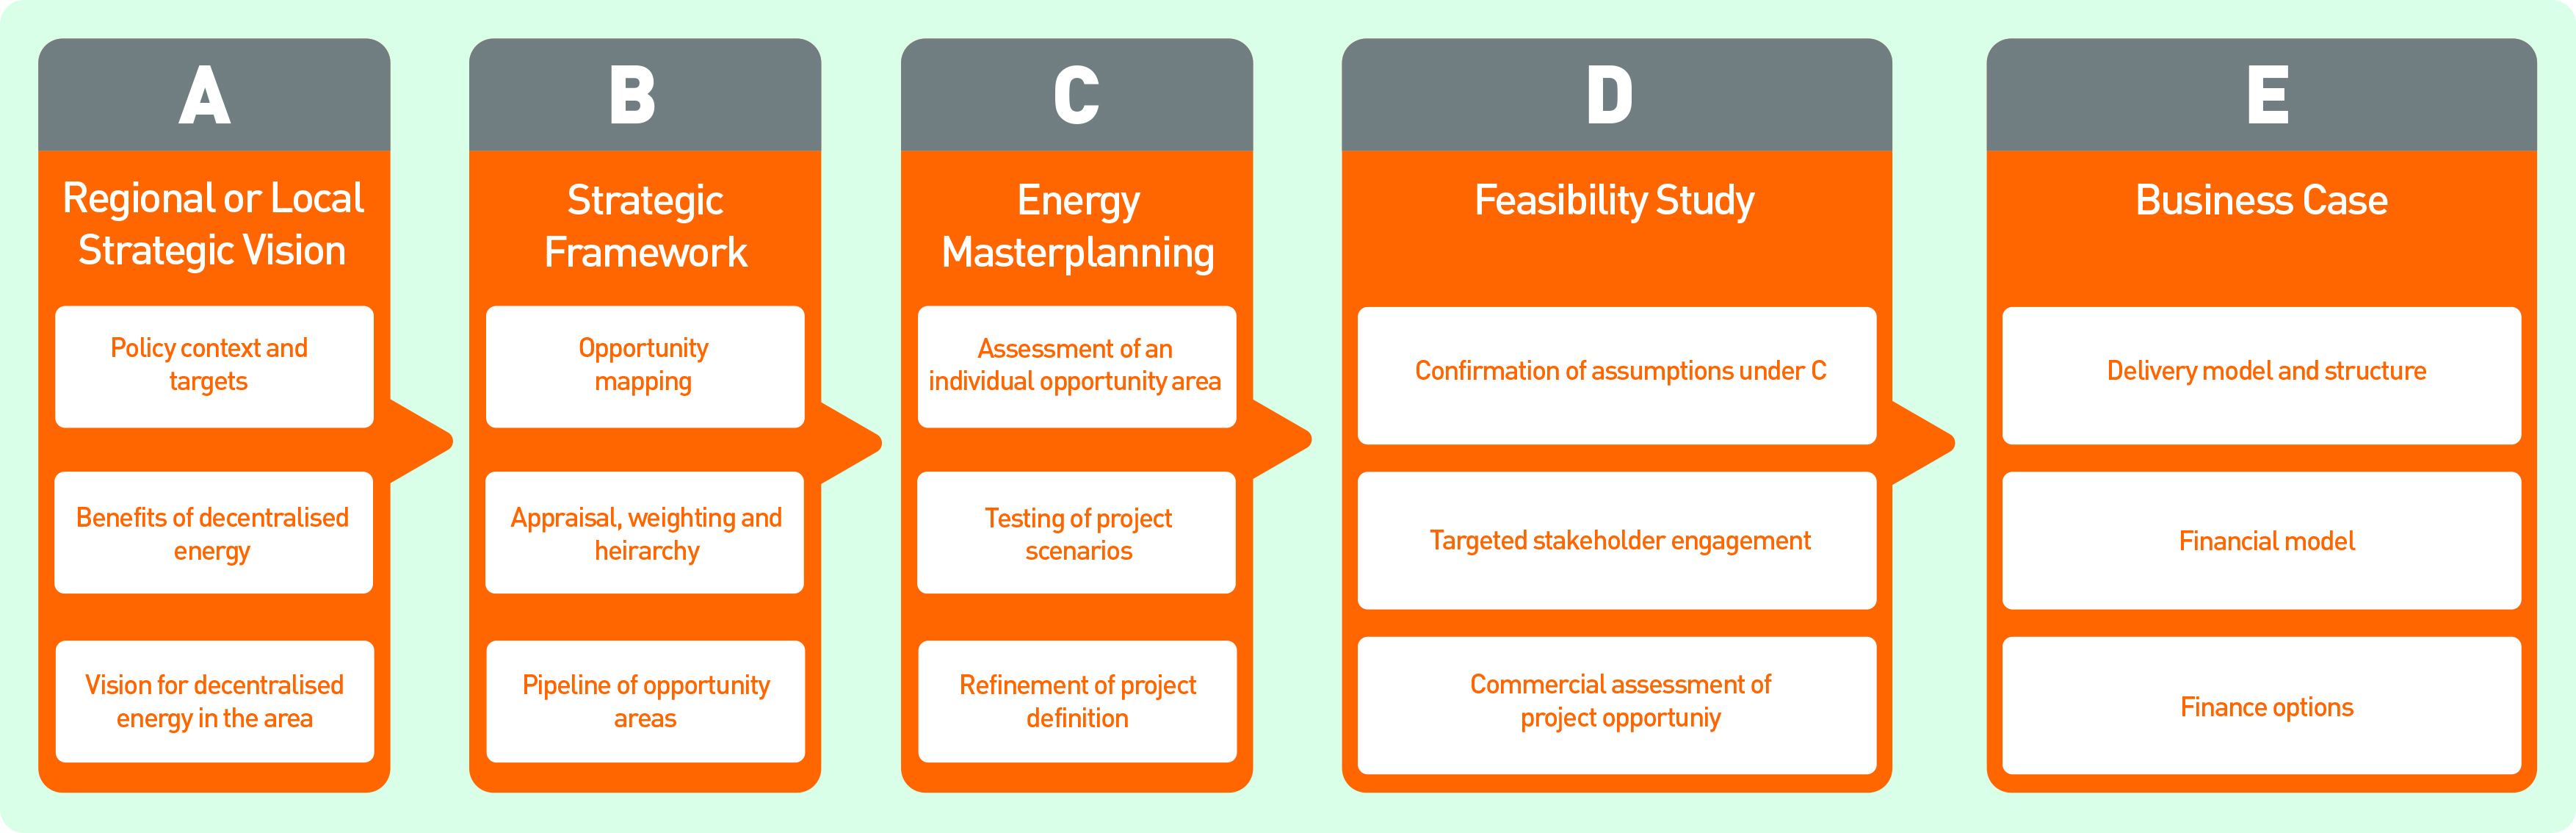 A
Regional or Local
Strategic Vision
Policy context and
targets
Benefits of decentralised
energy
Vision for decentralised
energy in the area
B
Strategic
Framework
Opportunity
mapping
Appraisal, weighting and
heirarchy
Pipeline of opportunity
areas
C
Energy
Masterplanning
Assessment of an
individual opportunity area
Testing of project
scenarios
Refinement of project
definition
D
Feasibility Study
Confirmation of assumptions under C
Targeted stakeholder engagement
Commercial assessment of
project opportuniy
E
Business Case
Delivery model and structure
Financial model
Finance options